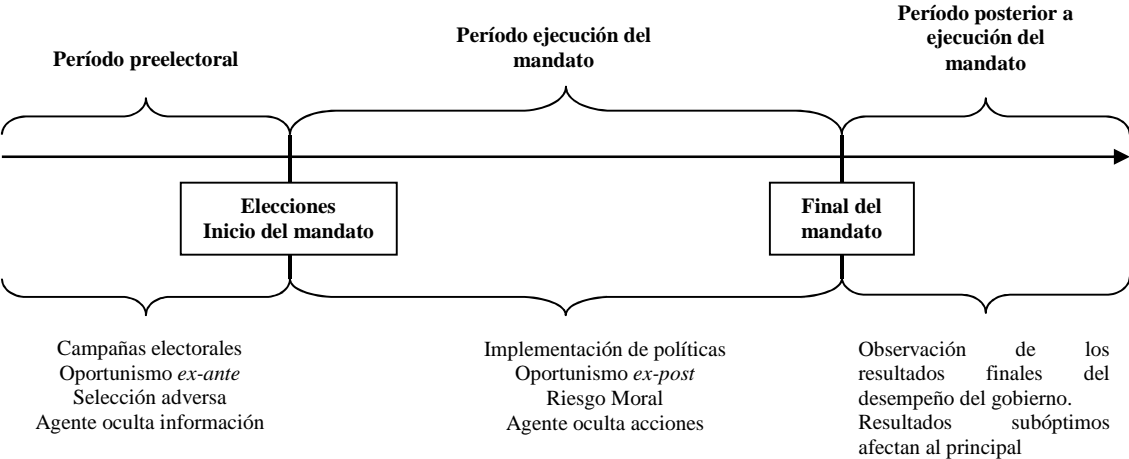 Período preelectoral
Período ejecución del
mandato
Período posterior a
ejecución del
mandato
Elecciones
Inicio del mandato
Final del
mandato
Campañas electorales
Oportunismo ex-ante
Selección adversa
Agente oculta información
Implementación de políticas
Oportunismo ex-post
Riesgo Moral
Agente oculta acciones
Observación de los
resultados finales del
desempeño del gobierno.
Resultados subóptimos
afectan al principal